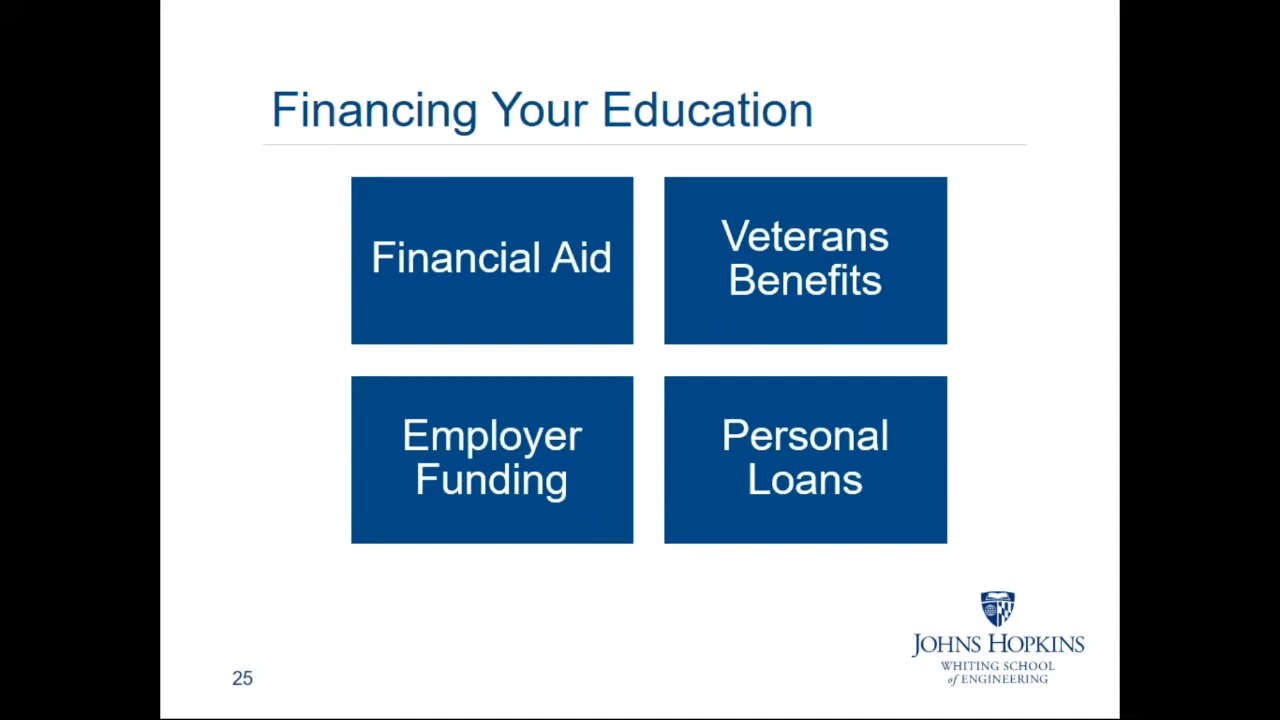 Financing Your Education
Financial Aid
Veterans
Benefits
Employer
Funding
Personal
Loans
JOHNS HOPKINS
WHITING SCHOOL
of ENGINEERING
25